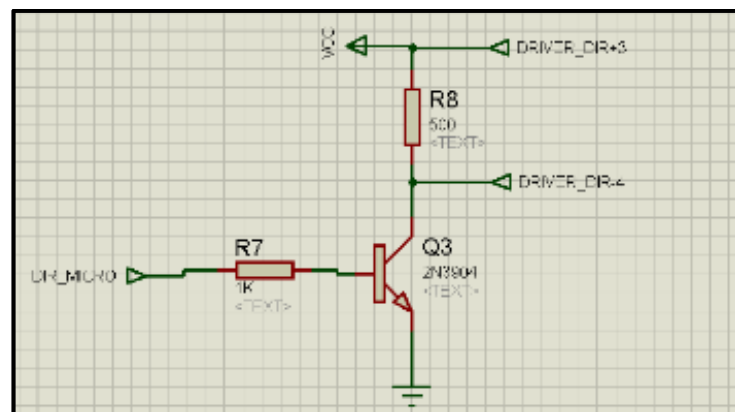 VCC
DRIVER_DIR+3
R8
500
<TEXT>
DRIVER_DIR-4
R7
DIR_MICRO
1K
<TEXT>
Q3
2N3904
<TEXT>